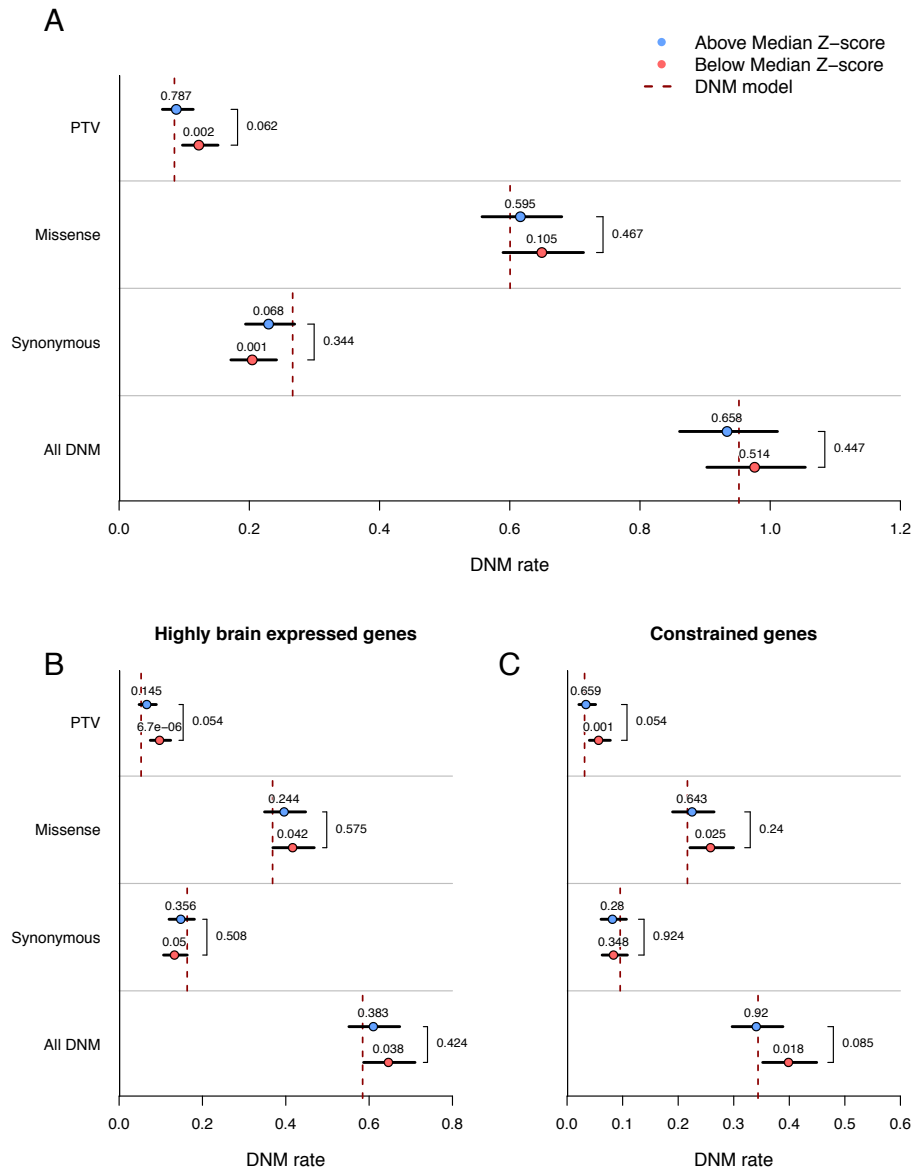 A
Above Median Z−score
Below Median Z−score
DNM model
PTV
0.787
0.002
0.062
Missense
0.595
0.105
0.467
Synonymous
0.068
0.001
0.344
All DNM
0.658
0.514
0.447
0.0 0.2 0.4 0.6 0.8 1.0 1.2
DNM rate
Highly brain expressed genes
B
PTV
0.145
6.7e−06
0.054
Missense
0.244
0.042
0.575
Synonymous
0.356
0.05
0.508
All DNM
0.383
0.038
0.424
0.0 0.2 0.4 0.6 0.8
DNM rate
Constrained genes
C
0.659
0.001
0.054
0.643
0.025
0.24
0.28
0.348
0.924
0.92
0.018
0.085
0.0 0.1 0.2 0.3 0.4 0.5 0.6
DNM rate